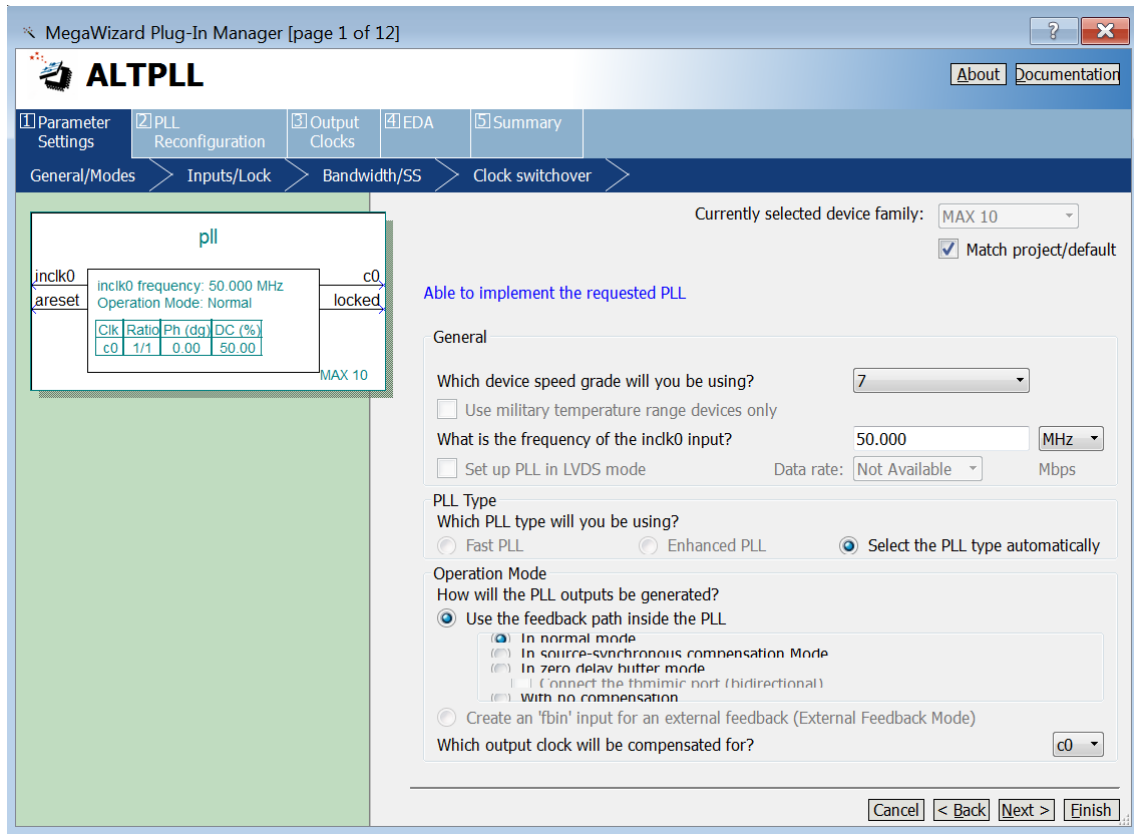 MegaWizard Plug-In Manager [page 1 of 12]
ALTPLL
About Documentation
1 Parameter Settings 2 PLL Reconfiguration 3 Output Clocks 4 EDA 5 Summary
General/Modes Inputs/Lock Bandwidth/SS Clock switchover
pll
inclk0
areset
inclk0 frequency: 50.000 MHz
Operation Mode: Normal
Clk Ratio Ph (dg) DC (%)
c0 1/1 0.00 50.00
c0
locked
MAX 10
Currently selected device family: MAX 10
Match project/default
Able to implement the requested PLL
General
Which device speed grade will you be using? 7
Use military temperature range devices only
What is the frequency of the inclk0 input? 50.000 MHz
Set up PLL in LVDS mode Data rate: Not Available Mbps
PLL Type
Which PLL type will you be using?
Fast PLL Enhanced PLL Select the PLL type automatically
Operation Mode
How will the PLL outputs be generated?
Use the feedback path inside the PLL
In normal mode
In source-synchronous compensation Mode
In zero delay buffer mode
Connect the fbmimic port (bidirectional)
With no compensation
Create an 'fbin' input for an external feedback (External Feedback Mode)
Which output clock will be compensated for? c0
Cancel < Back Next > Finish